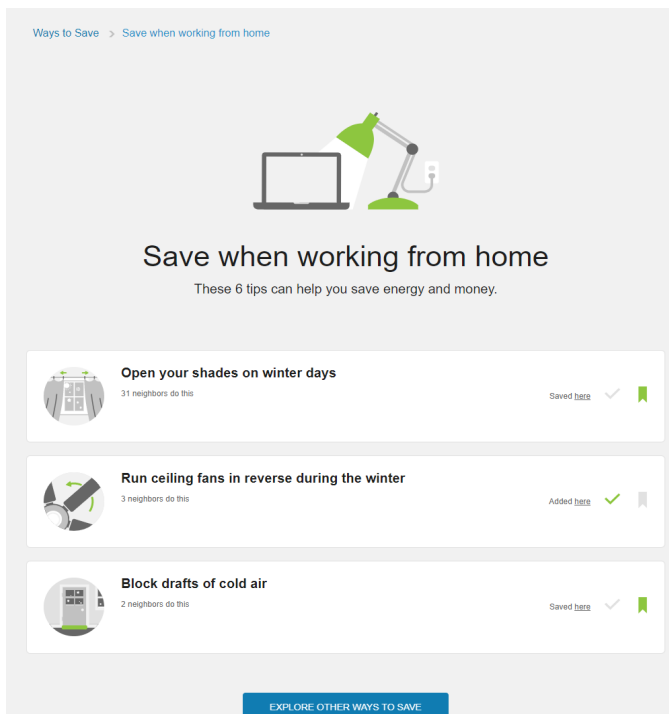 Ways to Save > Save when working from home
Save when working from home
These 6 tips can help you save energy and money.
Open your shades on winter days
31 neighbors do this
Saved here
Run ceiling fans in reverse during the winter
3 neighbors do this
Added here
Block drafts of cold air
2 neighbors do this
Saved here
EXPLORE OTHER WAYS TO SAVE